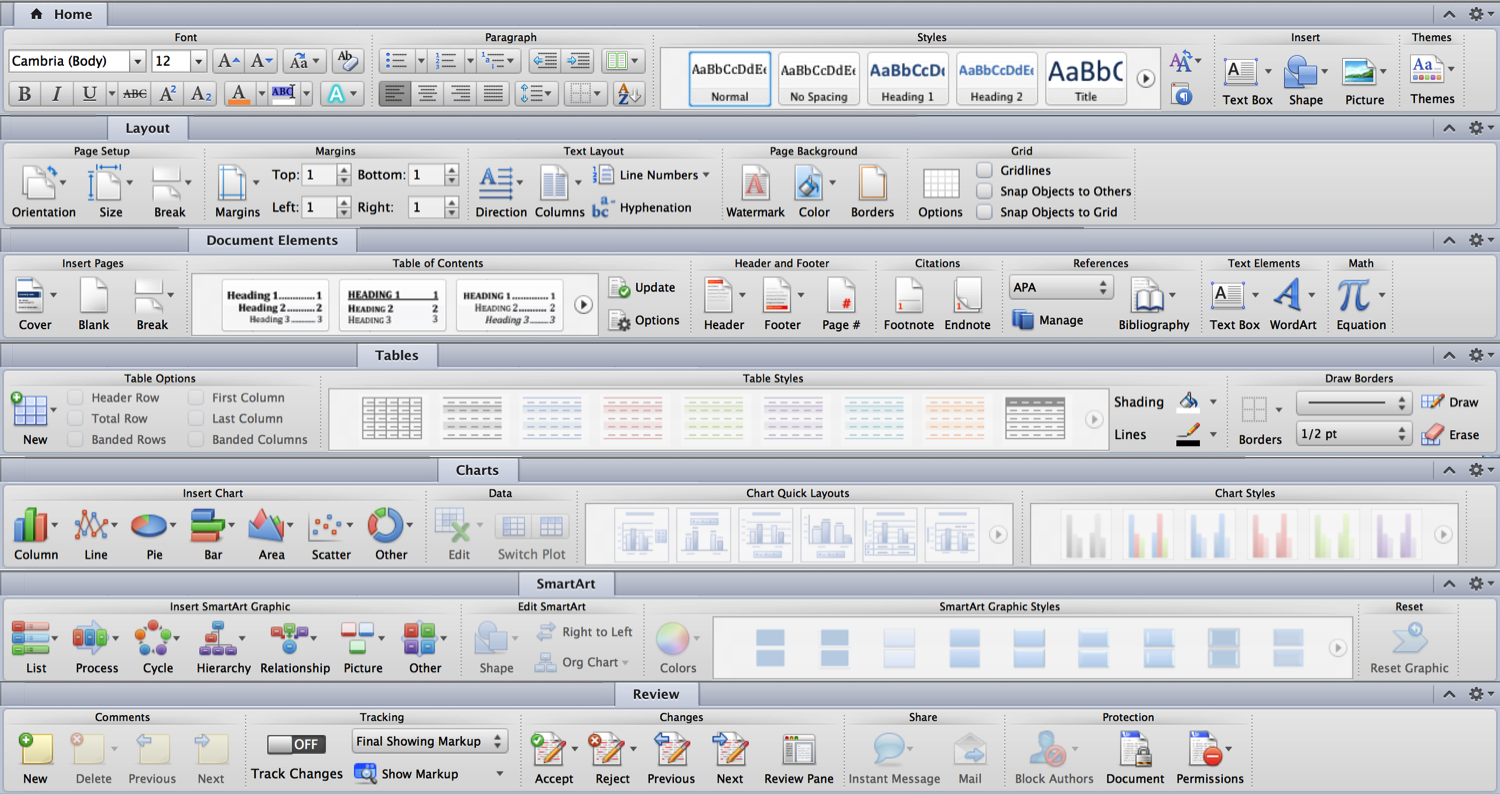 Home
Font Paragraph Styles Insert Themes
Cambria (Body) 12 A A Aa Ab
AaBbCcDdEe AaBbCcDdEe AaBbCcDc AaBbCcDdEe AaBbC
Normal No Spacing Heading 1 Heading 2 Title
B I U ABC A2 A2 A ABC A
A Z
Text Box Shape Picture Themes
Layout
Page Setup Margins Text Layout Page Background Grid
Orientation Size Break
Margins Top: 1 Bottom: 1
Left: 1 Right: 1
Direction Columns Line Numbers
Hyphenation
Watermark Color Borders
Options Gridlines
Snap Objects to Others
Snap Objects to Grid
Document Elements
Insert Pages Table of Contents Header and Footer Citations References Text Elements Math
Cover Blank Break
Heading 1 1
Heading 2 2
Heading 3 3
HEADING 1 1
HEADING 2 2
HEADING 3 3
HEADING 1 1
Heading 2 2
Heading 3 3
Update
Options
Header Footer Page #
Footnote Endnote
APA
Manage
Bibliography
Text Box WordArt
Equation
Tables
Table Options Table Styles Draw Borders
New
Header Row First Column
Total Row Last Column
Banded Rows Banded Columns
Shading
Lines
Borders
1/2 pt
Draw
Erase
Charts
Insert Chart Data Chart Quick Layouts Chart Styles
Column Line Pie Bar Area Scatter Other
Edit Switch Plot
SmartArt
Insert SmartArt Graphic Edit SmartArt SmartArt Graphic Styles Reset
List Process Cycle Hierarchy Relationship Picture Other
Shape Right to Left
Org Chart
Colors
Reset Graphic
Review
Comments Tracking Changes Share Protection
New Delete Previous Next
OFF
Track Changes
Final Showing Markup
Show Markup
Accept Reject Previous Next Review Pane
Instant Message Mail
Block Authors Document Permissions